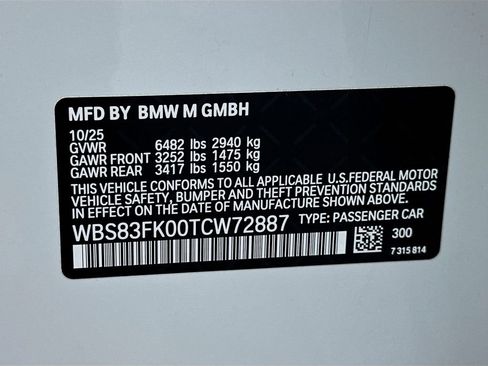 MFD BY BMW M GMBH
10/25
GVWR 6482 lbs 2940 kg
GAWR FRONT 3252 lbs 1475 kg
GAWR REAR 3417 lbs 1550 kg
THIS VEHICLE CONFORMS TO ALL APPLICABLE U.S.FEDERAL MOTOR
VEHICLE SAFETY, BUMPER, AND THEFT PREVENTION STANDARDS
IN EFFECT ON THE DATE OF MANUFACTURE SHOWN ABOVE.
WBS83FK00TCW72887 TYPE: PASSENGER CAR
300
7 315 814